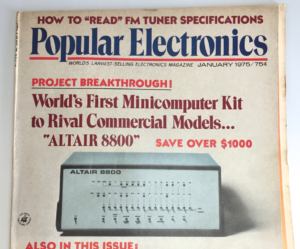 HOW TO "READ" FM TUNER SPECIFICATIONS
Popular Electronics
WORLD'S LARGEST-SELLING ELECTRONICS MAGAZINE JANUARY 1975/75¢
PROJECT BREAKTHROUGH!
World's First Minicomputer Kit
to Rival Commercial Models...
"ALTAIR 8800" SAVE OVER $1000
ALTAIR 8800
ALSO IN THIS ISSUE: